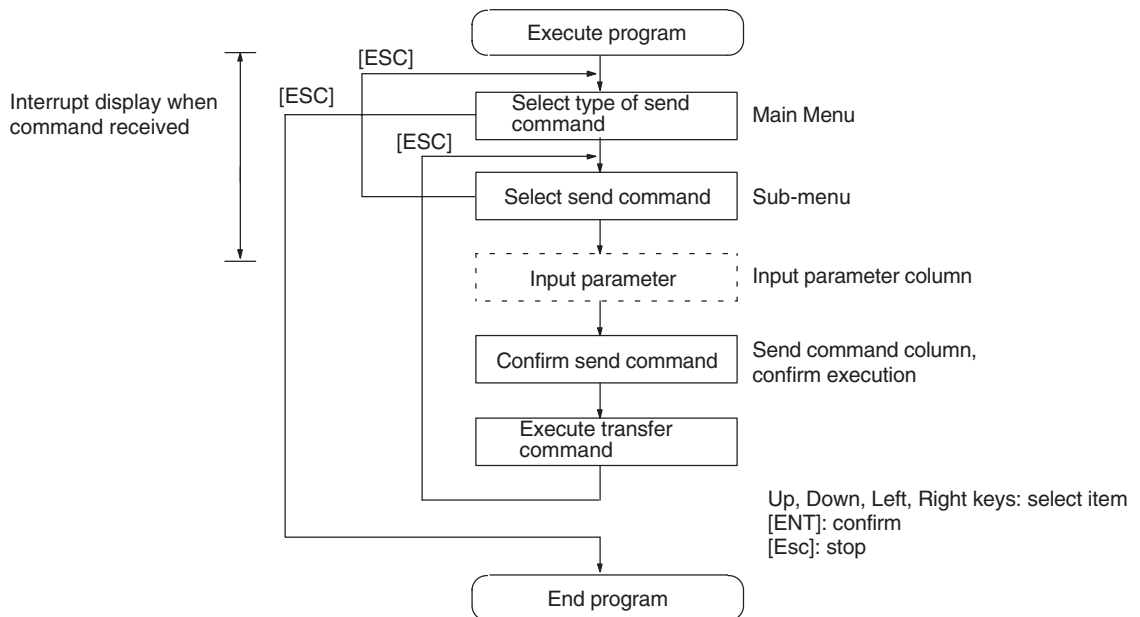 Execute program
[ESC]
Interrupt display when
command received
[ESC]
Select type of send
command
Main Menu
[ESC]
Select send command
Sub-menu
Input parameter
Input parameter column
Confirm send command
Send command column,
confirm execution
Execute transfer
command
Up, Down, Left, Right keys: select item
[ENT]: confirm
[Esc]: stop
End program